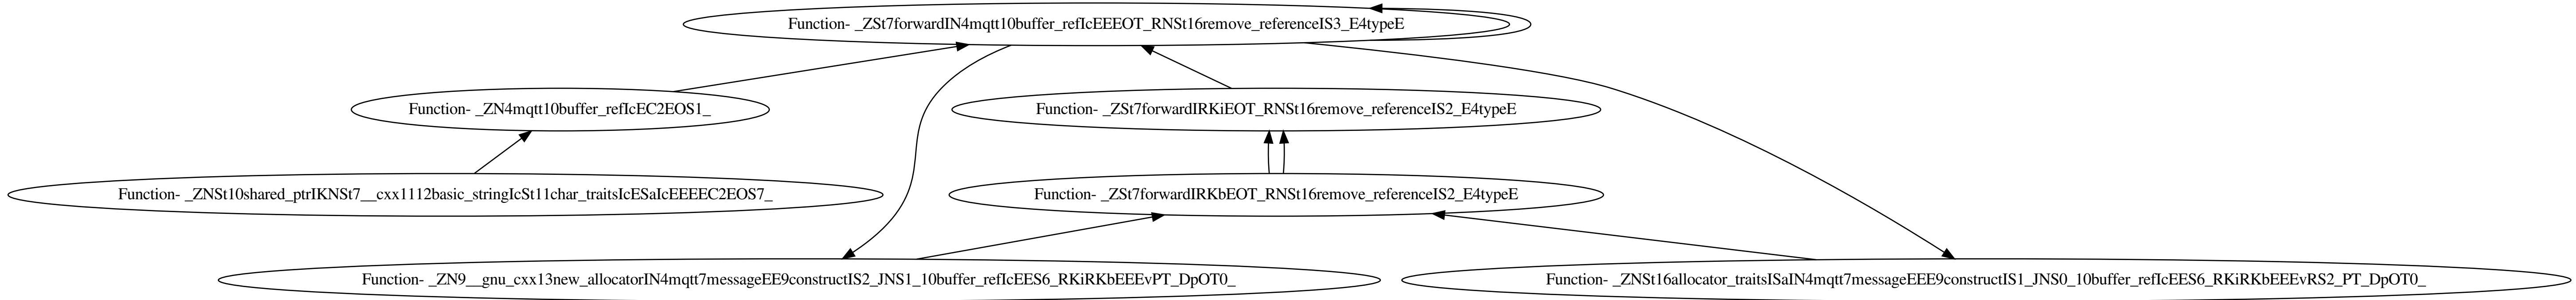 Function- _ZSt7forwardIN4mqtt10buffer_refIcEEEOT_RNSt16remove_referenceIS3_E4typeE
Function- _ZN4mqtt10buffer_refIcEC2EOS1_
Function- _ZSt7forwardIRKiEOT_RNSt16remove_referenceIS2_E4typeE
Function- _ZNSt10shared_ptrIKNSt7__cxx1112basic_stringIcSt11char_traitsIcESaIcEEEEC2EOS7_
Function- _ZSt7forwardIRKbEOT_RNSt16remove_referenceIS2_E4typeE
Function- _ZN9__gnu_cxx13new_allocatorIN4mqtt7messageEE9constructIS2_JNS1_10buffer_refIcEES6_RKiRKbEEEvPT_DpOT0_
Function- _ZNSt16allocator_traitsISaIN4mqtt7messageEEE9constructIS1_JNS0_10buffer_refIcEES6_RKiRKbEEEvRS2_PT_DpOT0_